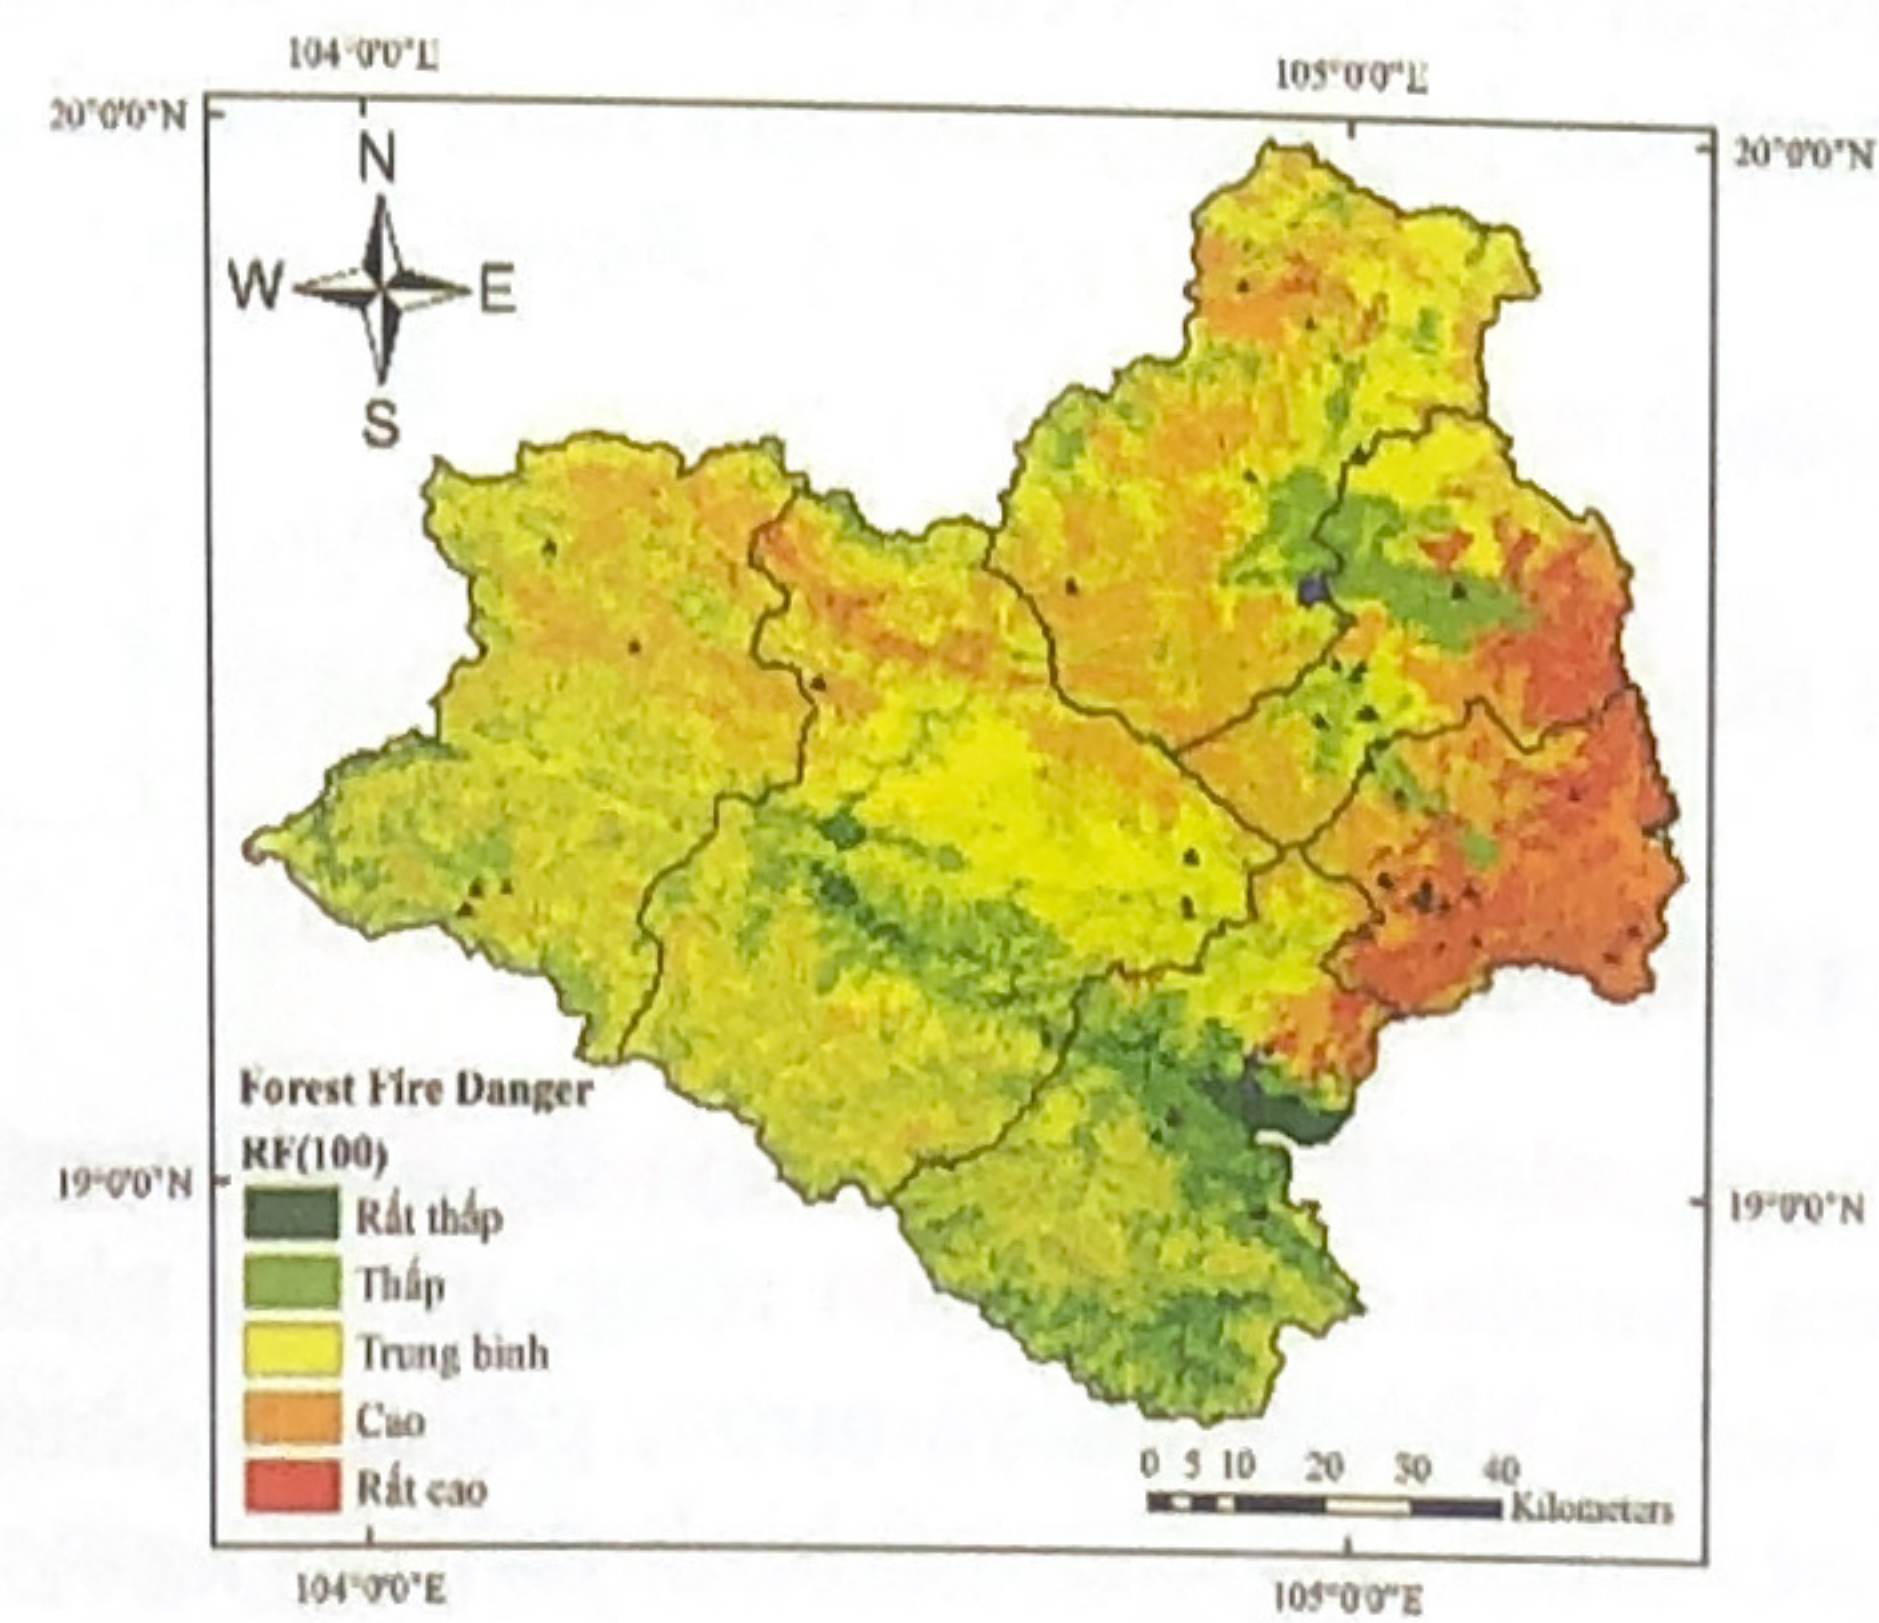 104°0'0"E
105°0'0"E
20°0'0"N
20°0'0"N
N
W
E
S
Forest Fire Danger
RF(100)
19°0'0"N
19°0'0"N
Rất thấp
Thấp
Trung bình
Cao
Rất cao
0 5 10 20 30 40
Kilometers
104°0'0"E
105°0'0"E